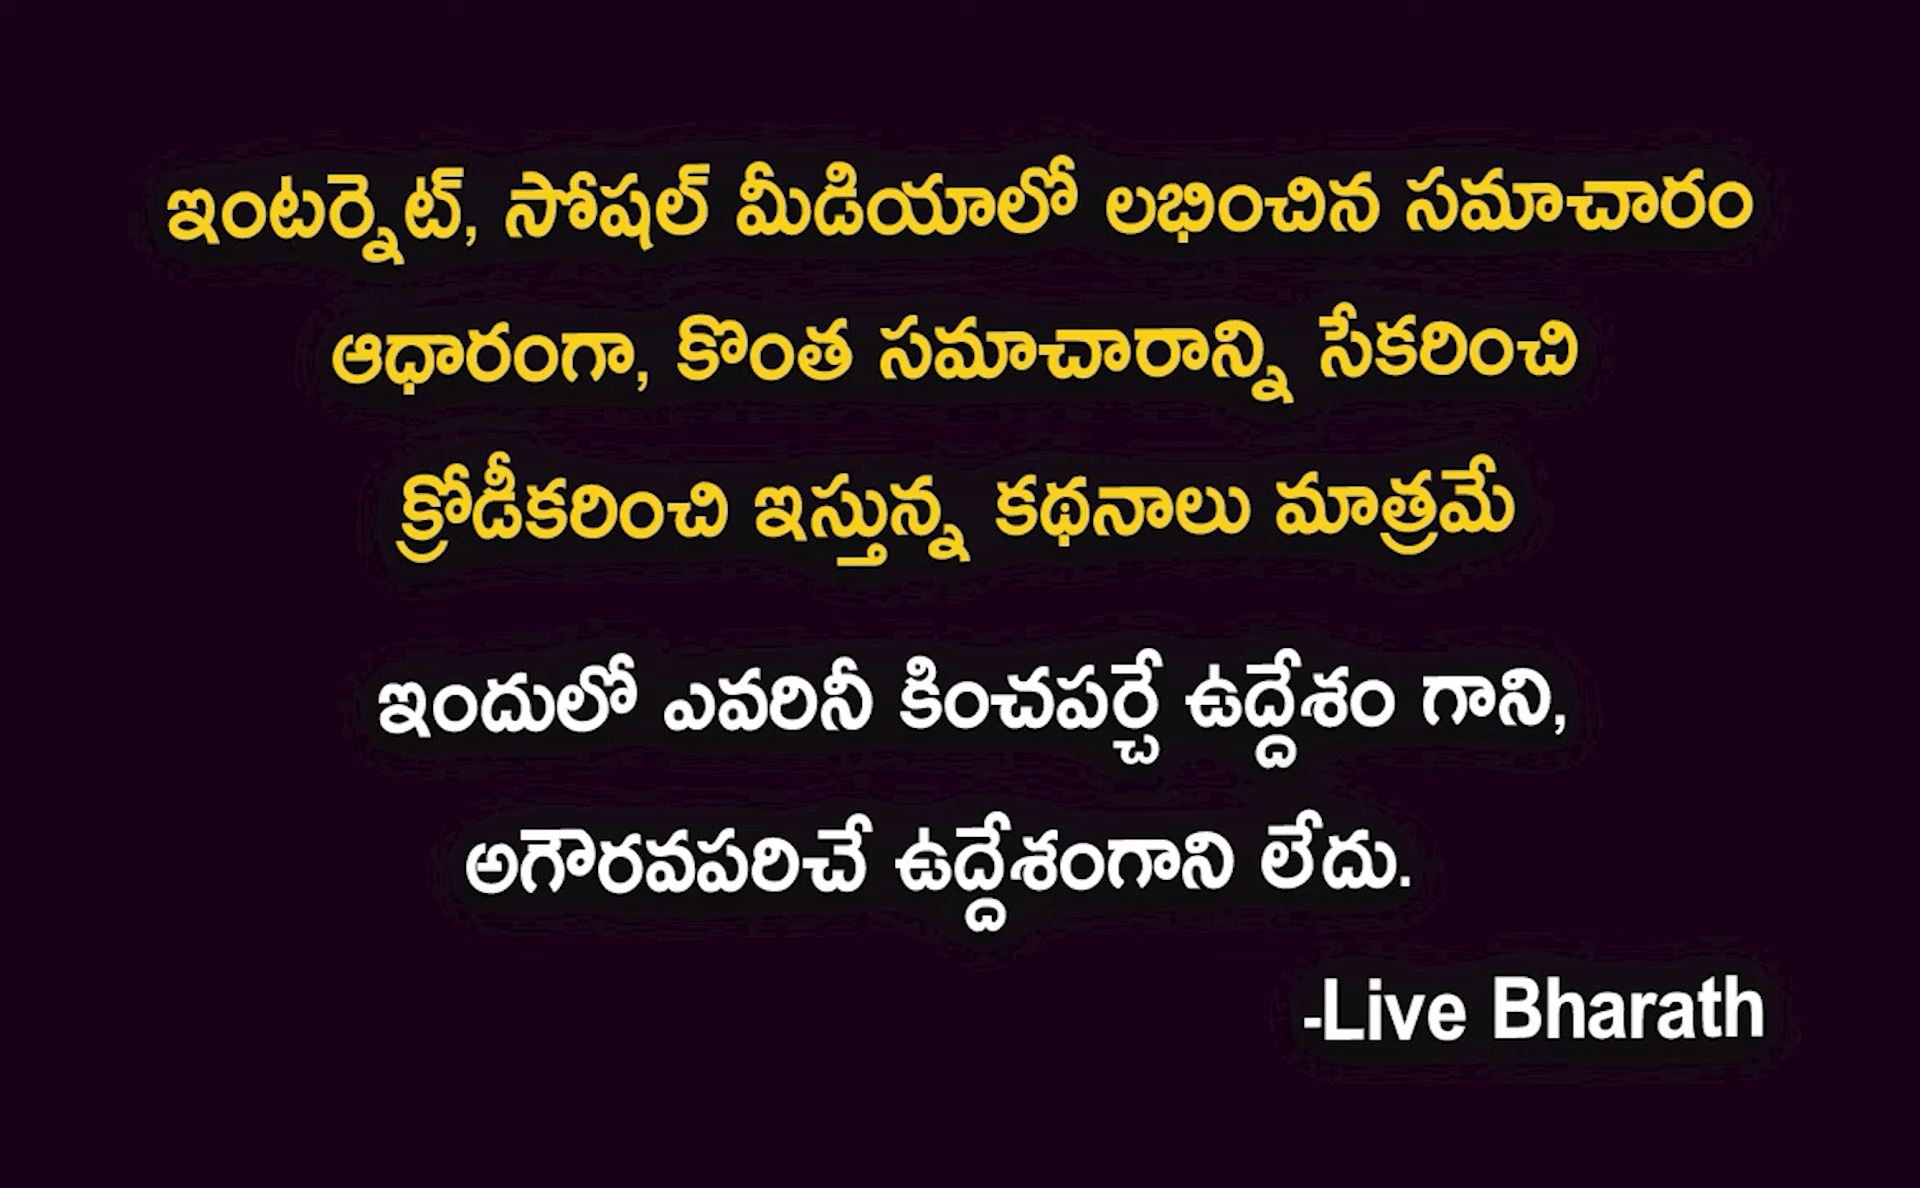 ఇంటర్నెట్, సోషల్ మీడియాలో లభించిన సమాచారం
ఆధారంగా, కొంత సమాచారాన్ని సేకరించి
క్రోడీకరించి ఇస్తున్న కథనాలు మాత్రమే
ఇందులో ఎవరినీ కించపర్చే ఉద్దేశం గాని,
అగౌరవపరిచే ఉద్దేశంగాని లేదు.
-Live Bharath